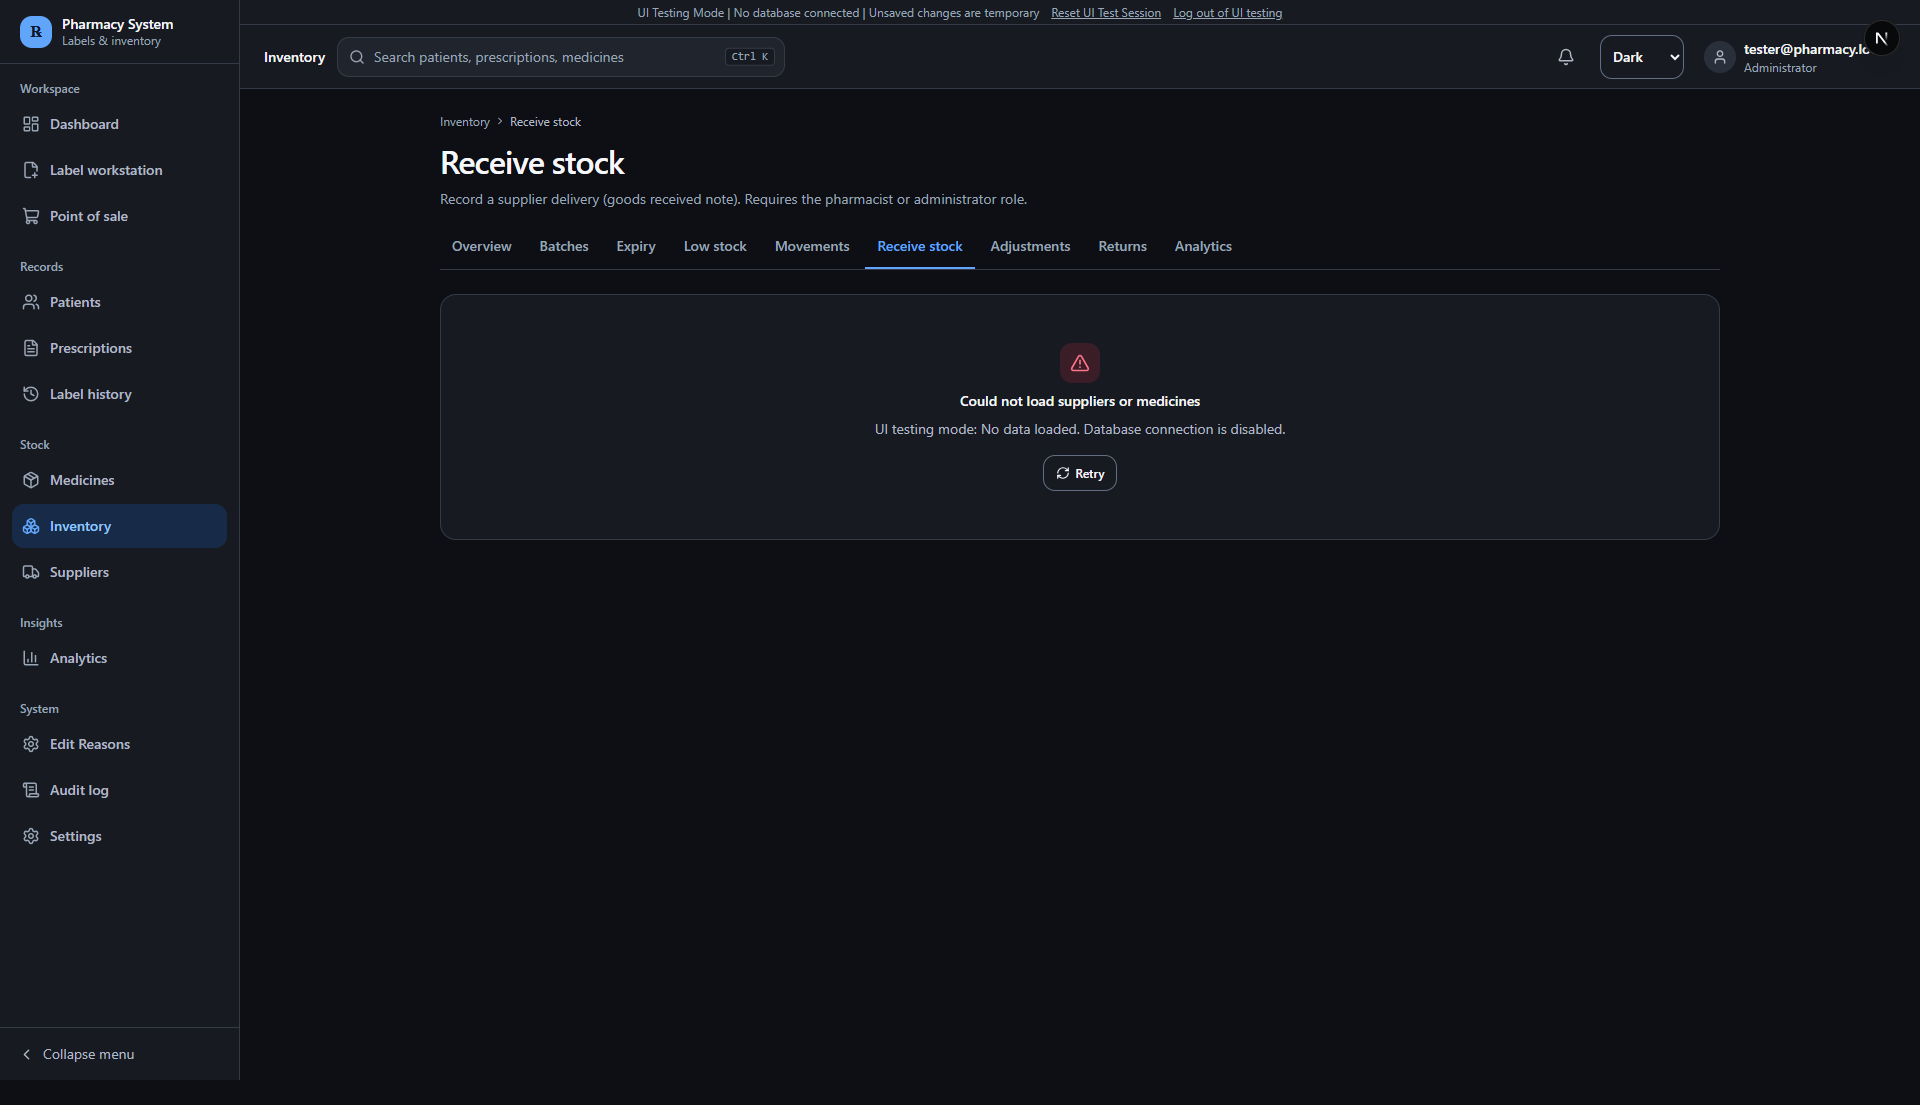 UI Testing Mode | No database connected | Unsaved changes are temporary Reset UI Test Session Log out of UI testing
℞
Pharmacy System
Labels & inventory
Inventory
Search patients, prescriptions, medicines
Ctrl K
Dark
tester@pharmacy.lo
Administrator
N
Workspace
Dashboard
Label workstation
Point of sale
Records
Patients
Prescriptions
Label history
Stock
Medicines
Inventory
Suppliers
Insights
Analytics
System
Edit Reasons
Audit log
Settings
Collapse menu
Inventory > Receive stock
Receive stock
Record a supplier delivery (goods received note). Requires the pharmacist or administrator role.
Overview Batches Expiry Low stock Movements Receive stock Adjustments Returns Analytics
Could not load suppliers or medicines
UI testing mode: No data loaded. Database connection is disabled.
Retry